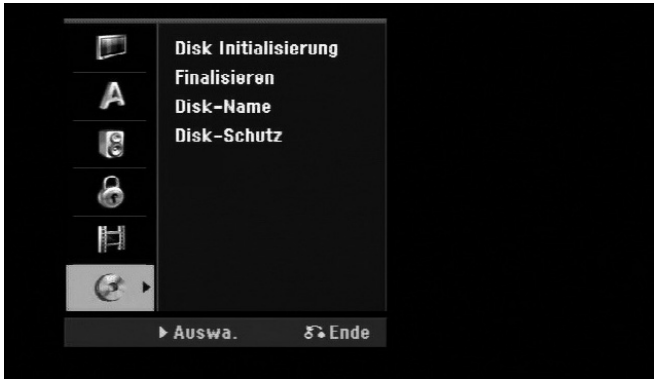 Disk Initialisierung
Finalisieren
Disk-Name
Disk-Schutz
Auswa. Ende